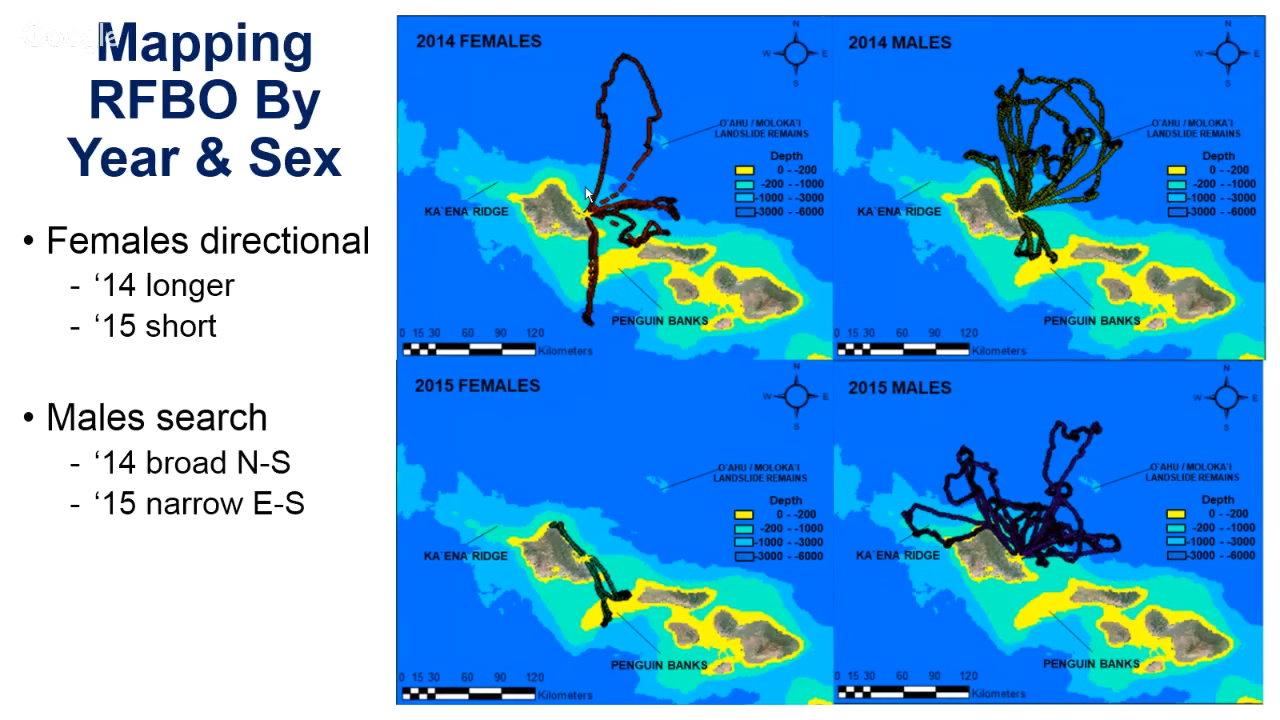 Google
Mapping
RFBO By
Year & Sex
• Females directional
- ‘14 longer
- ‘15 short
• Males search
- ‘14 broad N-S
- ‘15 narrow E-S
2014 FEMALES
N
W
E
S
O`AHU / MOLOKA`I
LANDSLIDE REMAINS
Depth
0 - -200
-200 - -1000
-1000 - -3000
-3000 - -6000
KA`ENA RIDGE
PENGUIN BANKS
0 15 30 60 90 120
Kilometers
2014 MALES
N
W
E
S
O`AHU / MOLOKA`I
LANDSLIDE REMAINS
Depth
0 - -200
-200 - -1000
-1000 - -3000
-3000 - -6000
KA`ENA RIDGE
PENGUIN BANKS
0 15 30 60 90 120
Kilometers
2015 FEMALES
N
W
E
S
O`AHU / MOLOKA`I
LANDSLIDE REMAINS
Depth
0 - -200
-200 - -1000
-1000 - -3000
-3000 - -6000
KA`ENA RIDGE
PENGUIN BANKS
0 15 30 60 90 120
Kilometers
2015 MALES
N
W
E
S
O`AHU / MOLOKA`I
LANDSLIDE REMAINS
Depth
0 - -200
-200 - -1000
-1000 - -3000
-3000 - -6000
KA`ENA RIDGE
PENGUIN BANKS
0 15 30 60 90 120
Kilometers